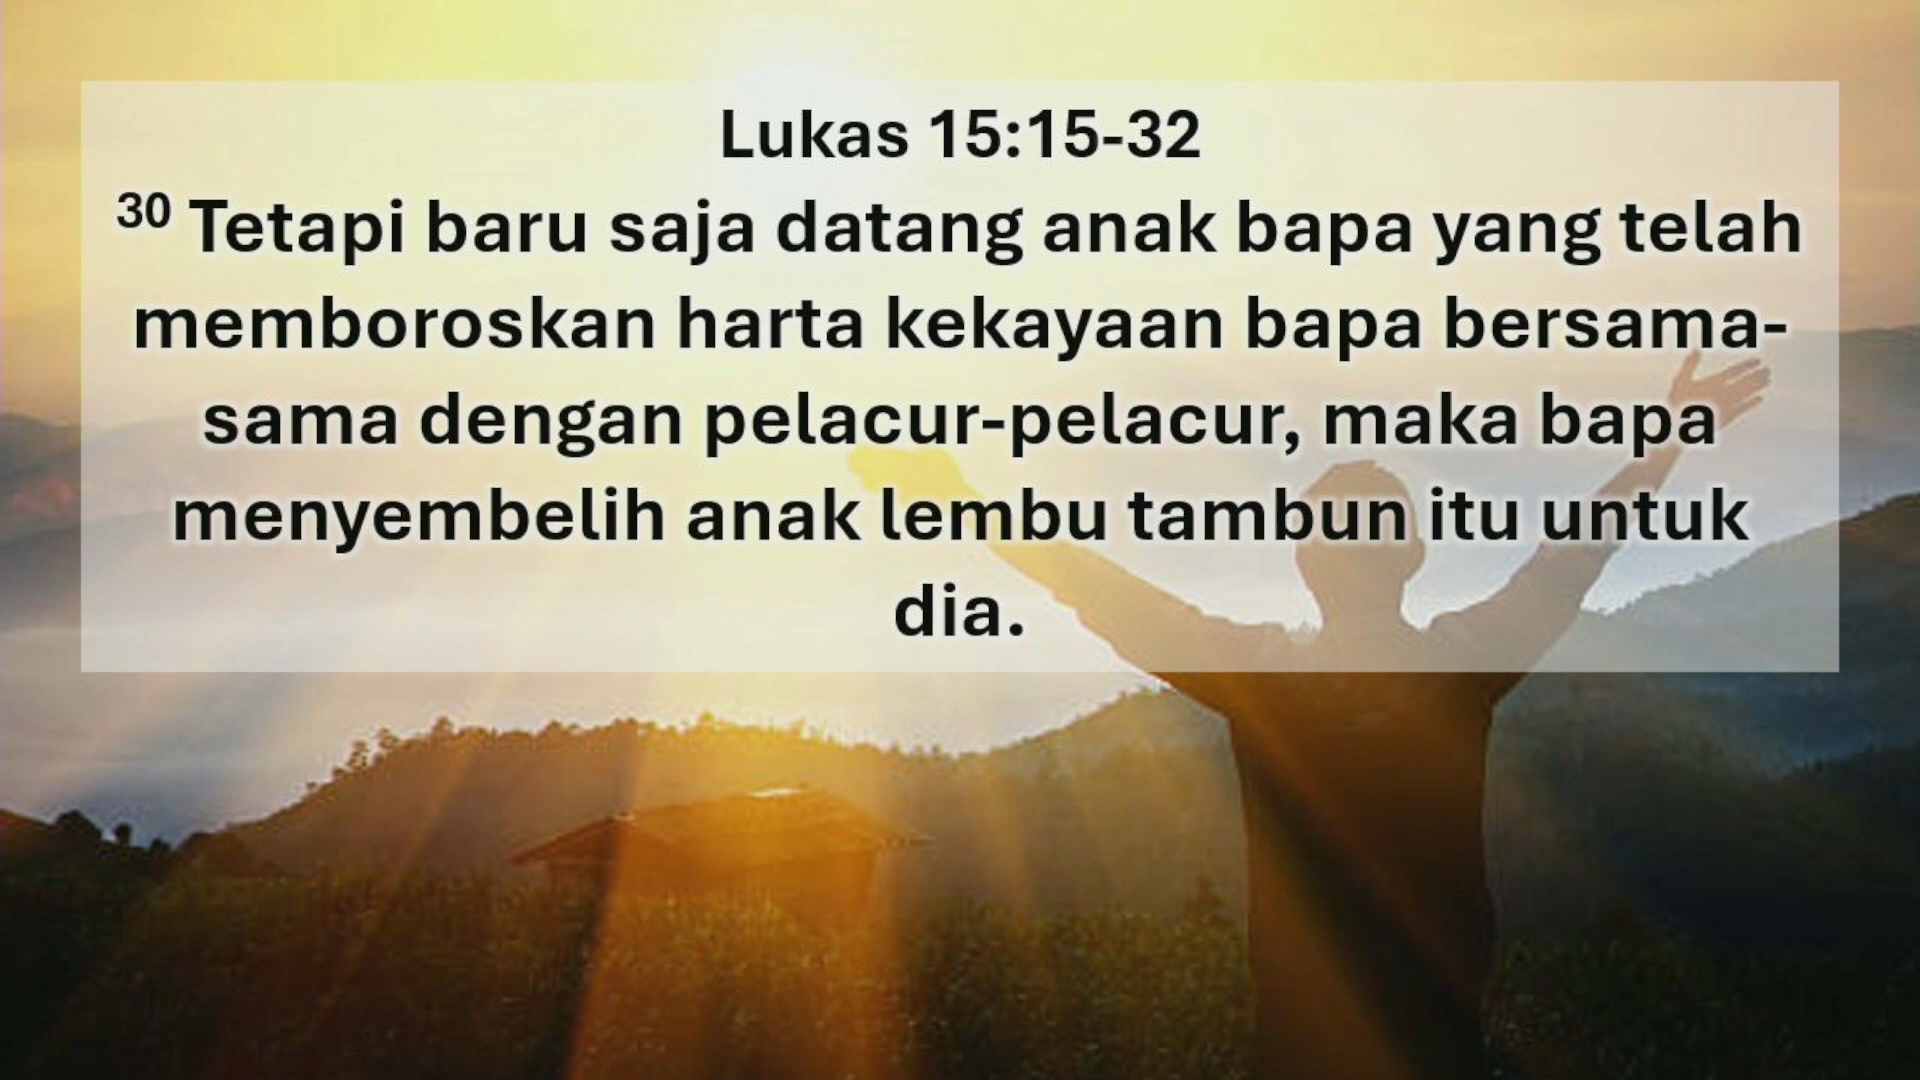 Lukas 15:15-32
30 Tetapi baru saja datang anak bapa yang telah
memboroskan harta kekayaan bapa bersama-
sama dengan pelacur-pelacur, maka bapa
menyembelih anak lembu tambun itu untuk
dia.